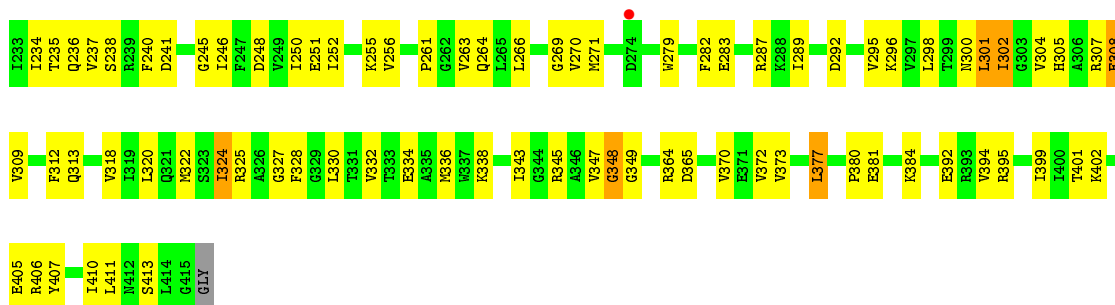 I233 I234 T235 Q236 V237 S238 R239 F240 D241 G245 I246 F247 D248 V249 I250 E251 I252 K255 V256 P261 G262 V263 Q264 L265 L266 G269 V270 M271 D274 W279 F282 E283 R287 K288 I289 D292 V295 K296 V297 L298 T299 N300 L301 I302 G303 V304 H305 A306 R307
V309 F312 Q313 V318 I319 L320 Q321 M322 S323 I324 R325 A326 G327 F328 G329 L330 T331 V332 T333 E334 A335 M336 W337 K338 I343 G344 R345 A346 V347 G348 G349 R364 D365 V370 E371 V372 V373 L377 P380 E381 K384 E392 R393 V394 R395 I399 I400 T401 K402
E405 R406 Y407 I410 L411 N412 S413 L414 G415 GLY